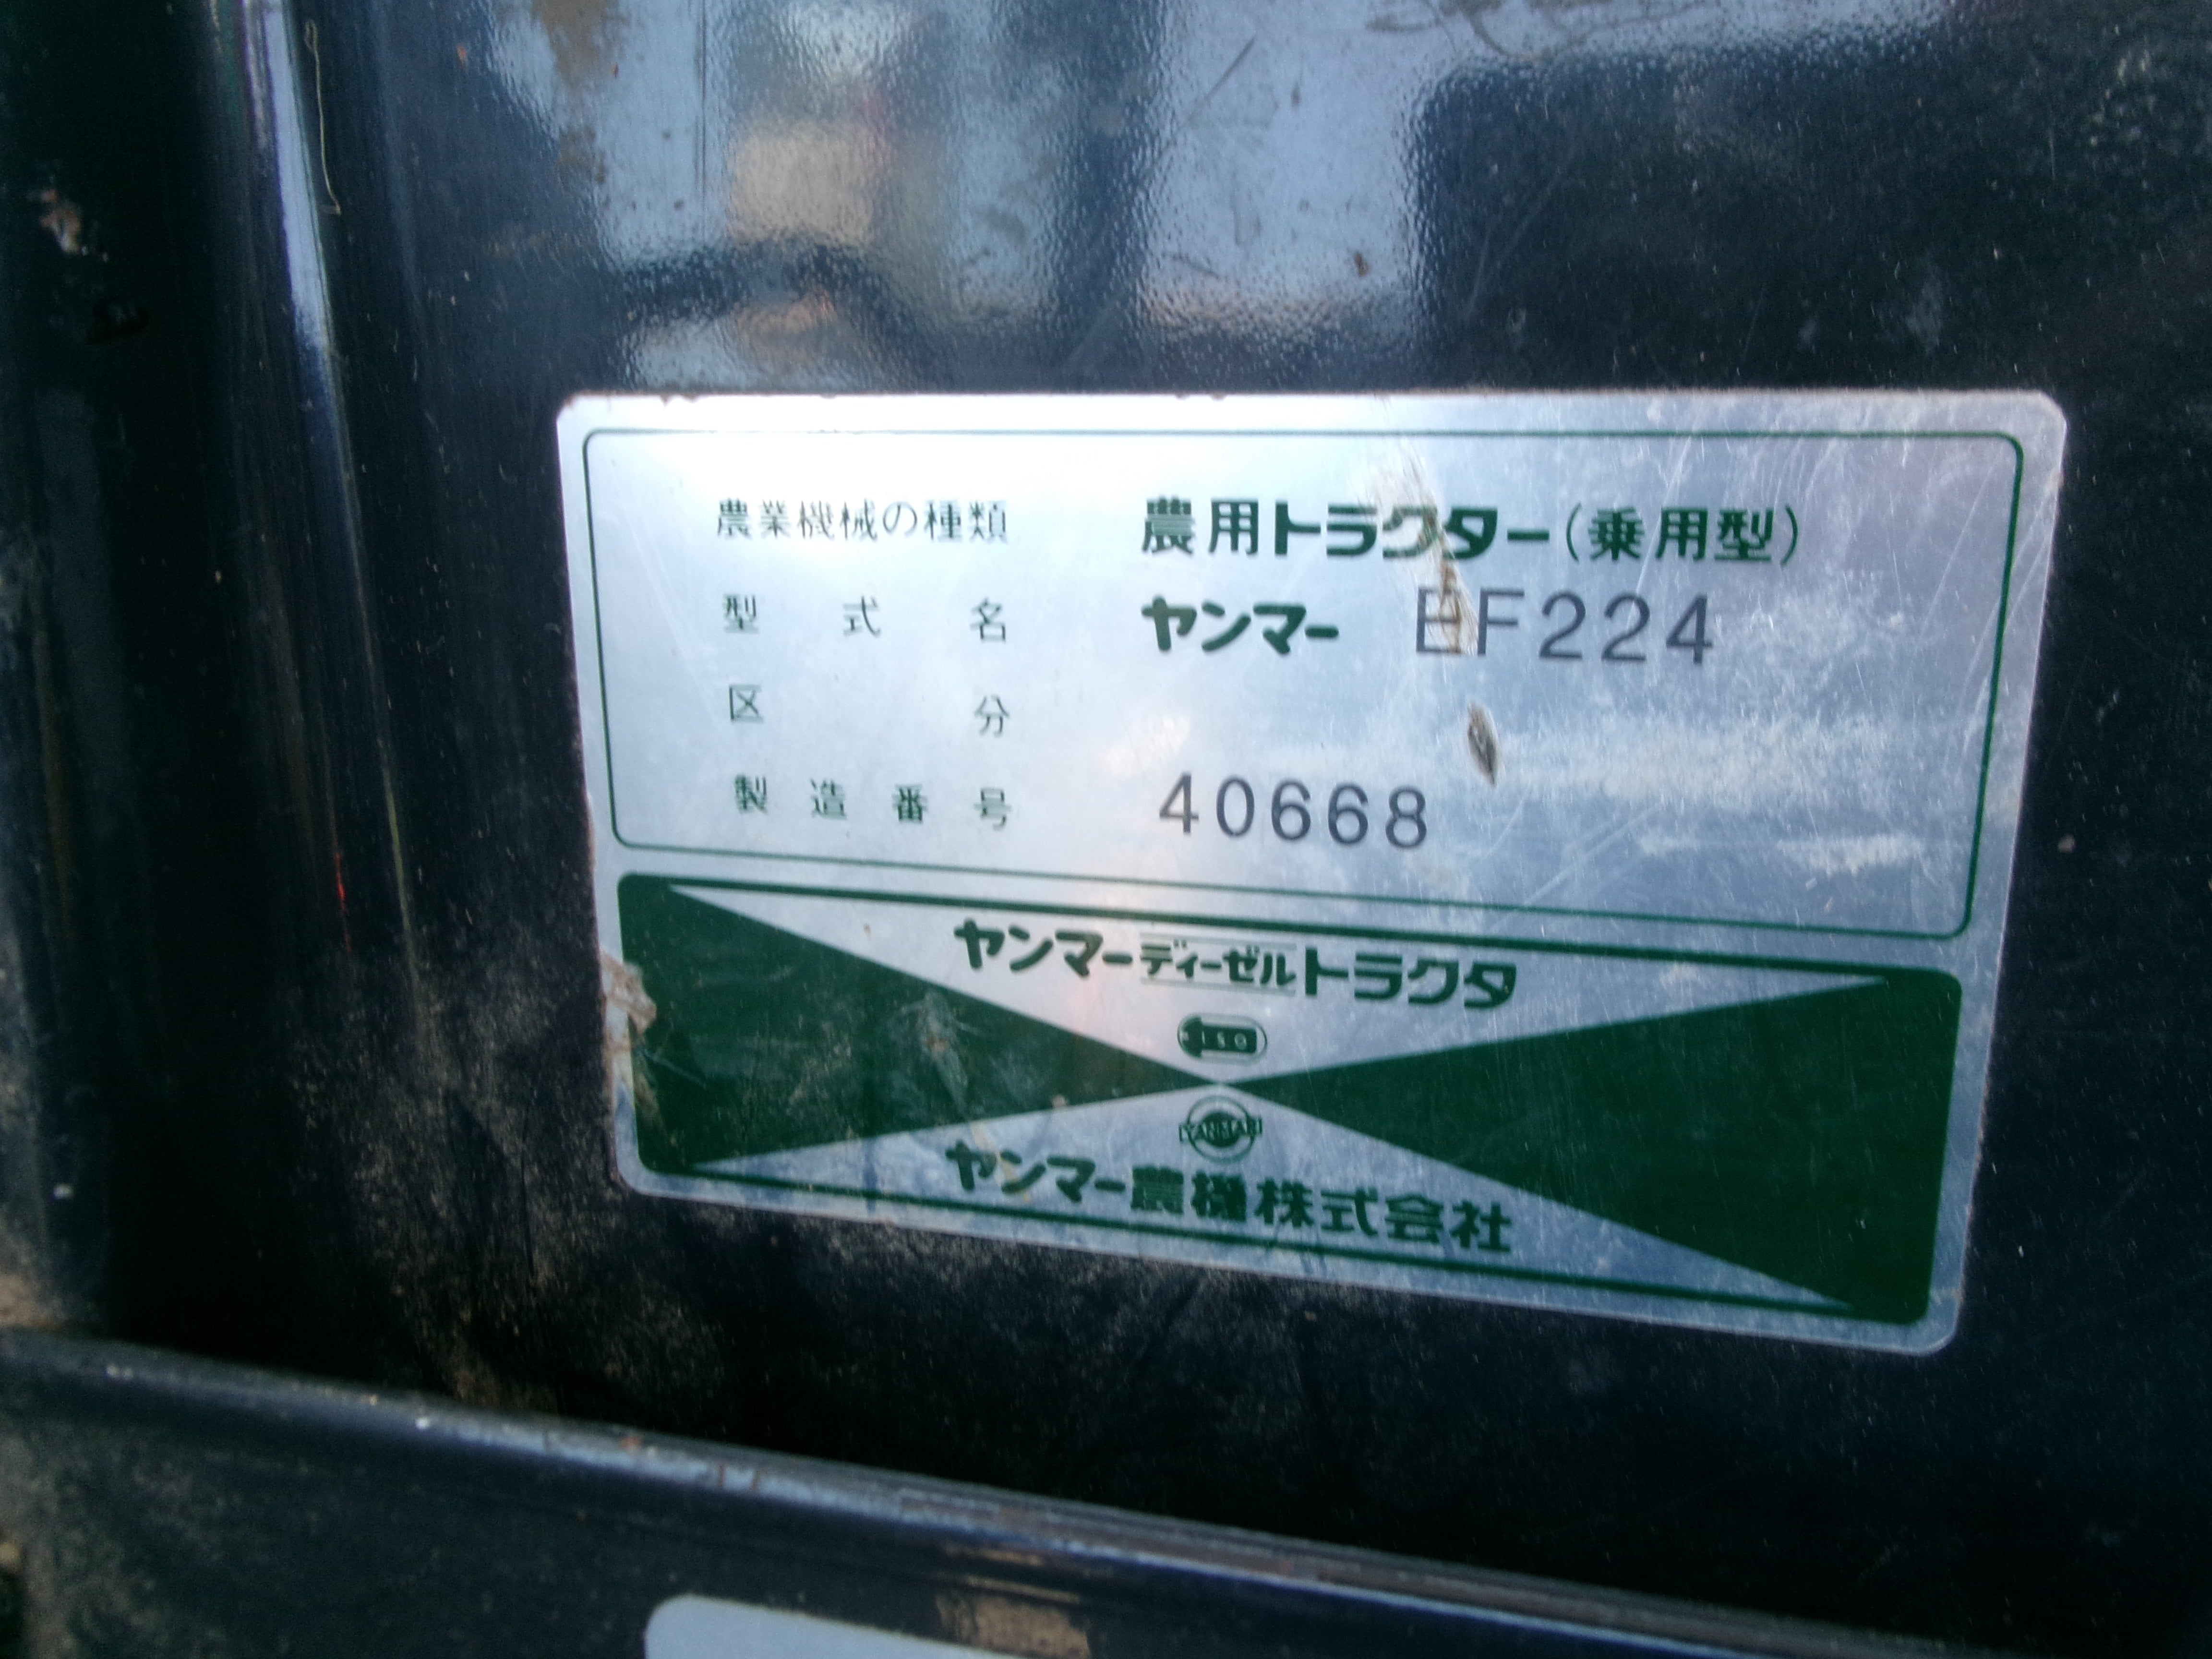 農業機械の種類 農用トラクター(乗用型)
型式名 ヤンマー EF224
区分
製造番号 40668
ヤンマーディーゼルトラクタ
ISO
YANMAR
ヤンマー農機株式会社